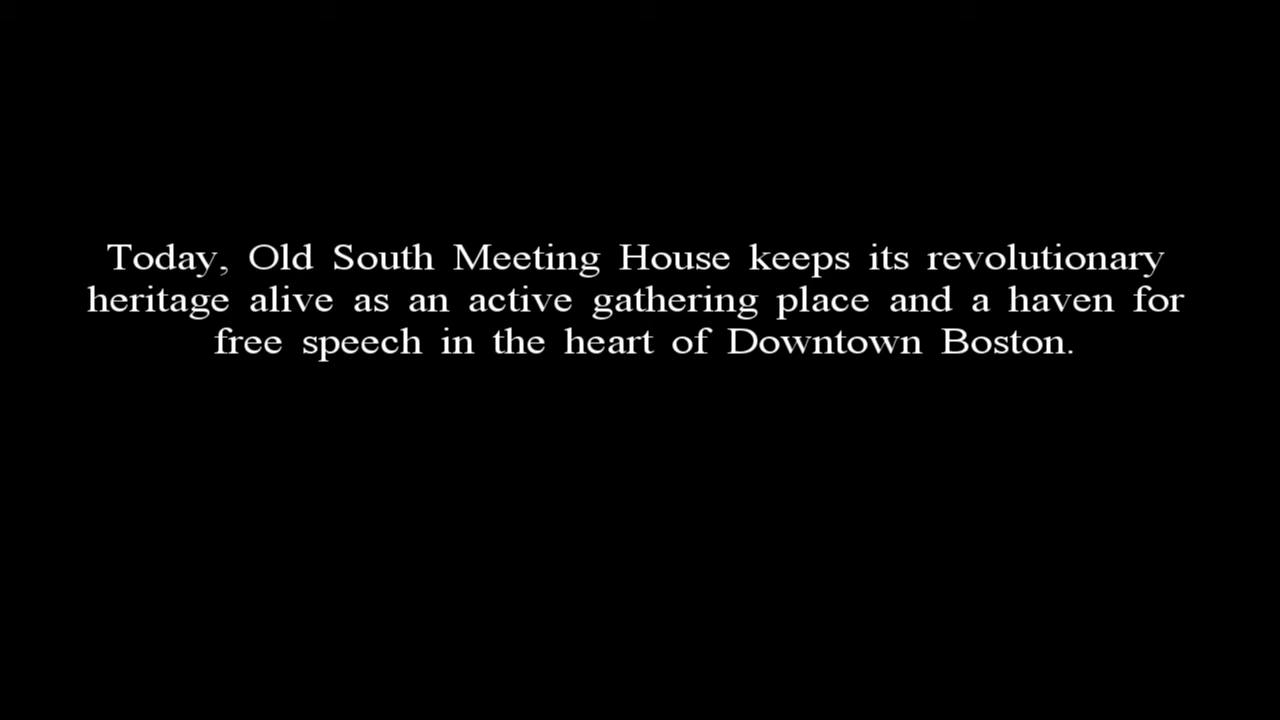 Today, Old South Meeting House keeps its revolutionary
heritage alive as an active gathering place and a haven for
free speech in the heart of Downtown Boston.